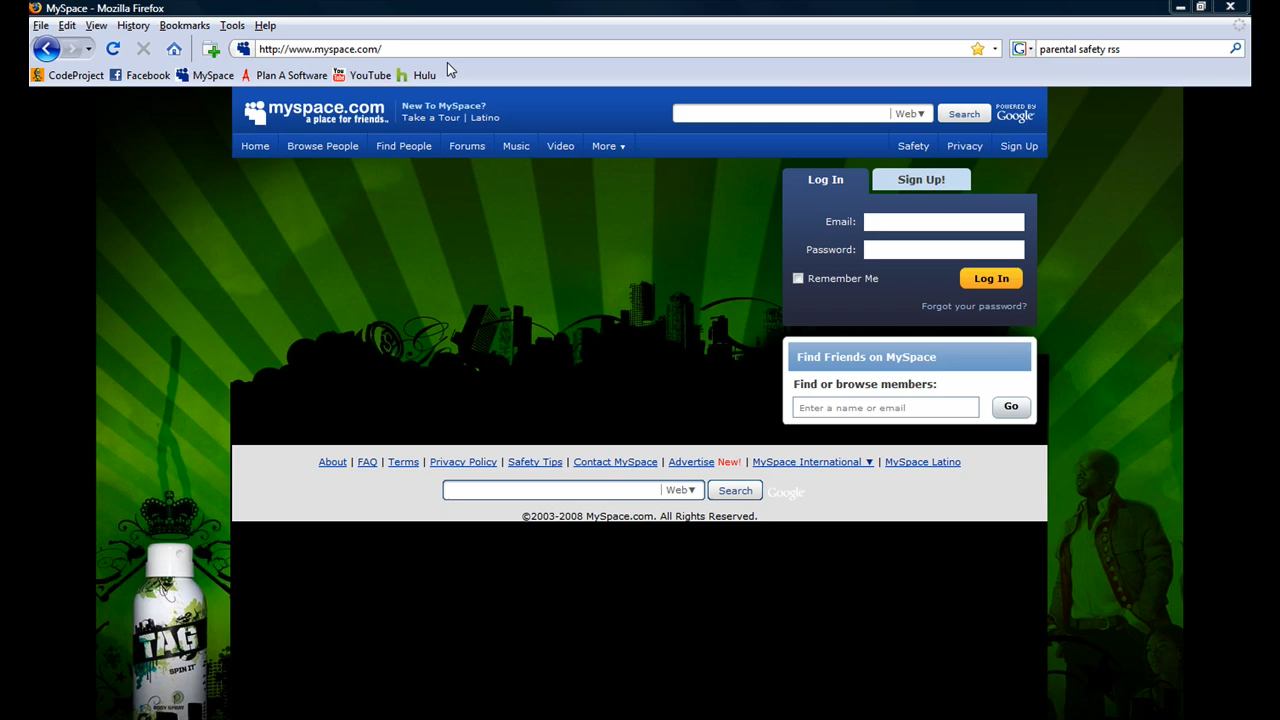 MySpace - Mozilla Firefox
File Edit View History Bookmarks Tools Help
http://www.myspace.com/
parental safety rss
CodeProject Facebook MySpace Plan A Software YouTube Hulu
myspace.com
a place for friends.
New To MySpace?
Take a Tour | Latino
Web▼ Search
POWERED BY
Google
Home Browse People Find People Forums Music Video More ▼ Safety Privacy Sign Up
Log In Sign Up!
Email:
Password:
Remember Me Log In
Forgot your password?
Find Friends on MySpace
Find or browse members:
Enter a name or email Go
About | FAQ | Terms | Privacy Policy | Safety Tips | Contact MySpace | Advertise New! | MySpace International ▼ | MySpace Latino
Web▼ Search Google
©2003-2008 MySpace.com. All Rights Reserved.
TAG
SPIN IT
BODY SPRAY